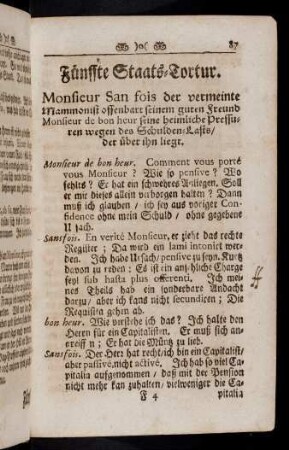 87
Fünffte Staats-Tortur.
Monsieur San fois der vermeinte
Mammonist offenbart seinem guten Freund
Monsieur de bon heur seine heimliche Pressu-
ren wegen des Schulden-Lasts/
der über ihn liegt.
Monsieur de bon heur. Comment vous porté
vous Monsieur? Wie so pensive? Wo
fehlts? Er hat ein schwehres Anliegen. Soll
er mir dieses allein verborgen halten? Dann
muß ich glauben / ich sey aus voriger Con-
fidence ohne mein Schuld / ohne gegebene
Ursach.
Sansfois. En verité Monsieur, er zieht das rechte
Register; Da wird ein lami intonirt wer-
den. Ich habe Ursach/ pensive zu seyn. Kurtz
davon zu reden; Es ist ein antzliche Charge
feyl sub hasta plus offerenti. Ich mei-
nes Theils hab ein sonderbare Andacht
darzu/ aber ich kans nicht secundiren; Die
Requisita gehen ab.
bon heur. Wie verstehe ich das? Ich halte den
Herrn für ein Capitalisten. Er muß sich an-
greiffen; Er hat die Müntz zu lieb.
Sansfois. Der Herr hat recht/ ich bin ein Capitalist/
aber passivé, nicht activé. Ich hab so viel Ca-
pitalia aufgenommen / daß mit der Pension
nicht mehr kan zuhalten/ vielweniger die Ca-
F 4 pitalia